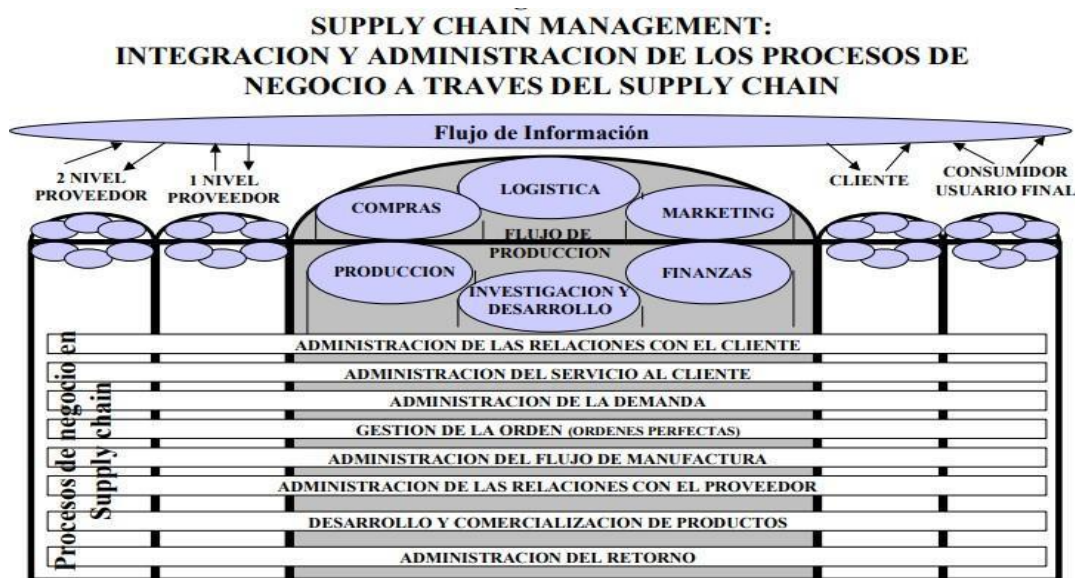 SUPPLY CHAIN MANAGEMENT:
INTEGRACION Y ADMINISTRACION DE LOS PROCESOS DE
NEGOCIO A TRAVES DEL SUPPLY CHAIN
Flujo de Información
2 NIVEL
PROVEEDOR
1 NIVEL
PROVEEDOR
CLIENTE
CONSUMIDOR
USUARIO FINAL
LOGISTICA
COMPRAS
MARKETING
FLUJO DE
PRODUCCION
PRODUCCION
FINANZAS
INVESTIGACION Y
DESARROLLO
Procesos de negocio en
Supply chain
ADMINISTRACION DE LAS RELACIONES CON EL CLIENTE
ADMINISTRACION DEL SERVICIO AL CLIENTE
ADMINISTRACION DE LA DEMANDA
GESTION DE LA ORDEN (ORDENES PERFECTAS)
ADMINISTRACION DEL FLUJO DE MANUFACTURA
ADMINISTRACION DE LAS RELACIONES CON EL PROVEEDOR
DESARROLLO Y COMERCIALIZACION DE PRODUCTOS
ADMINISTRACION DEL RETORNO